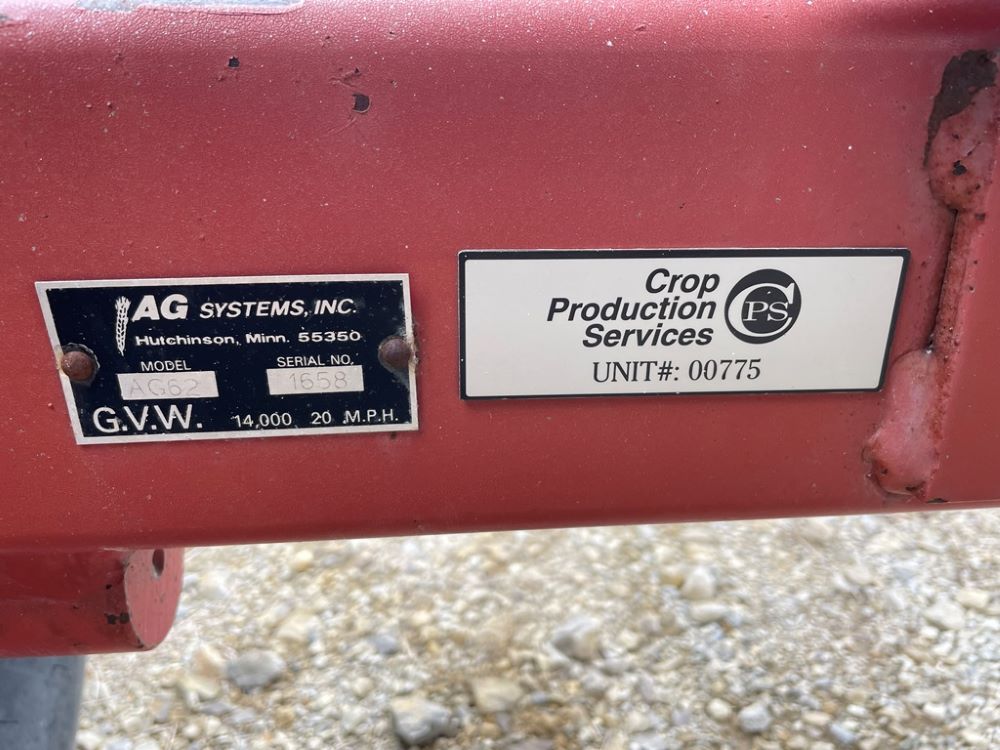 AG SYSTEMS, INC.
Hutchinson, Minn. 55350
MODEL SERIAL NO.
AG62 1658
G.V.W. 14,000 20 M.P.H.
Crop
Production
Services
CPS
UNIT#: 00775